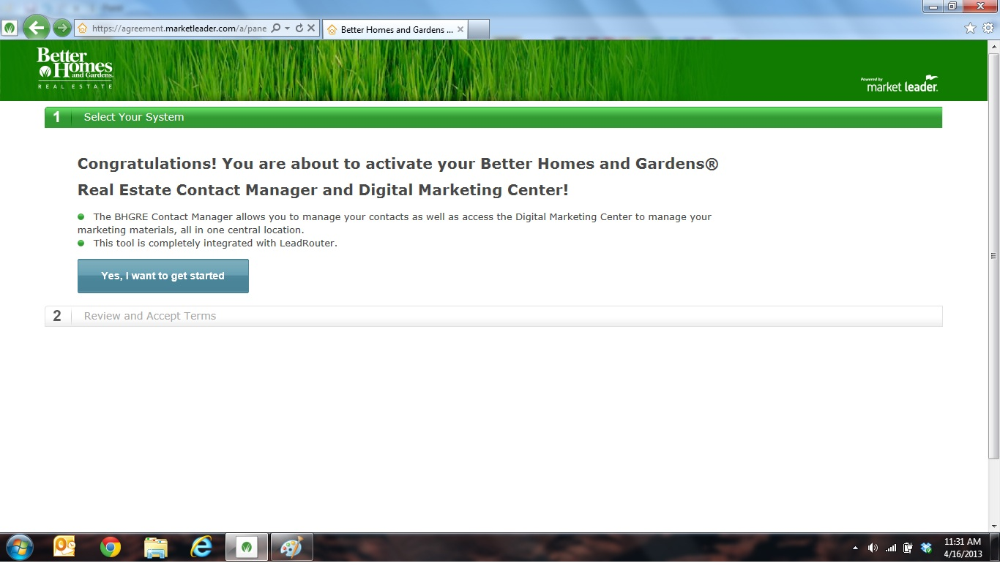 https://agreement.marketleader.com/a/pane
Better Homes and Gardens ...
Better
Homes
and Gardens.
REAL ESTATE
Powered by
market leader.
1 Select Your System
Congratulations! You are about to activate your Better Homes and Gardens®
Real Estate Contact Manager and Digital Marketing Center!
The BHGRE Contact Manager allows you to manage your contacts as well as access the Digital Marketing Center to manage your
marketing materials, all in one central location.
This tool is completely integrated with LeadRouter.
Yes, I want to get started
2 Review and Accept Terms
11:31 AM
4/16/2013